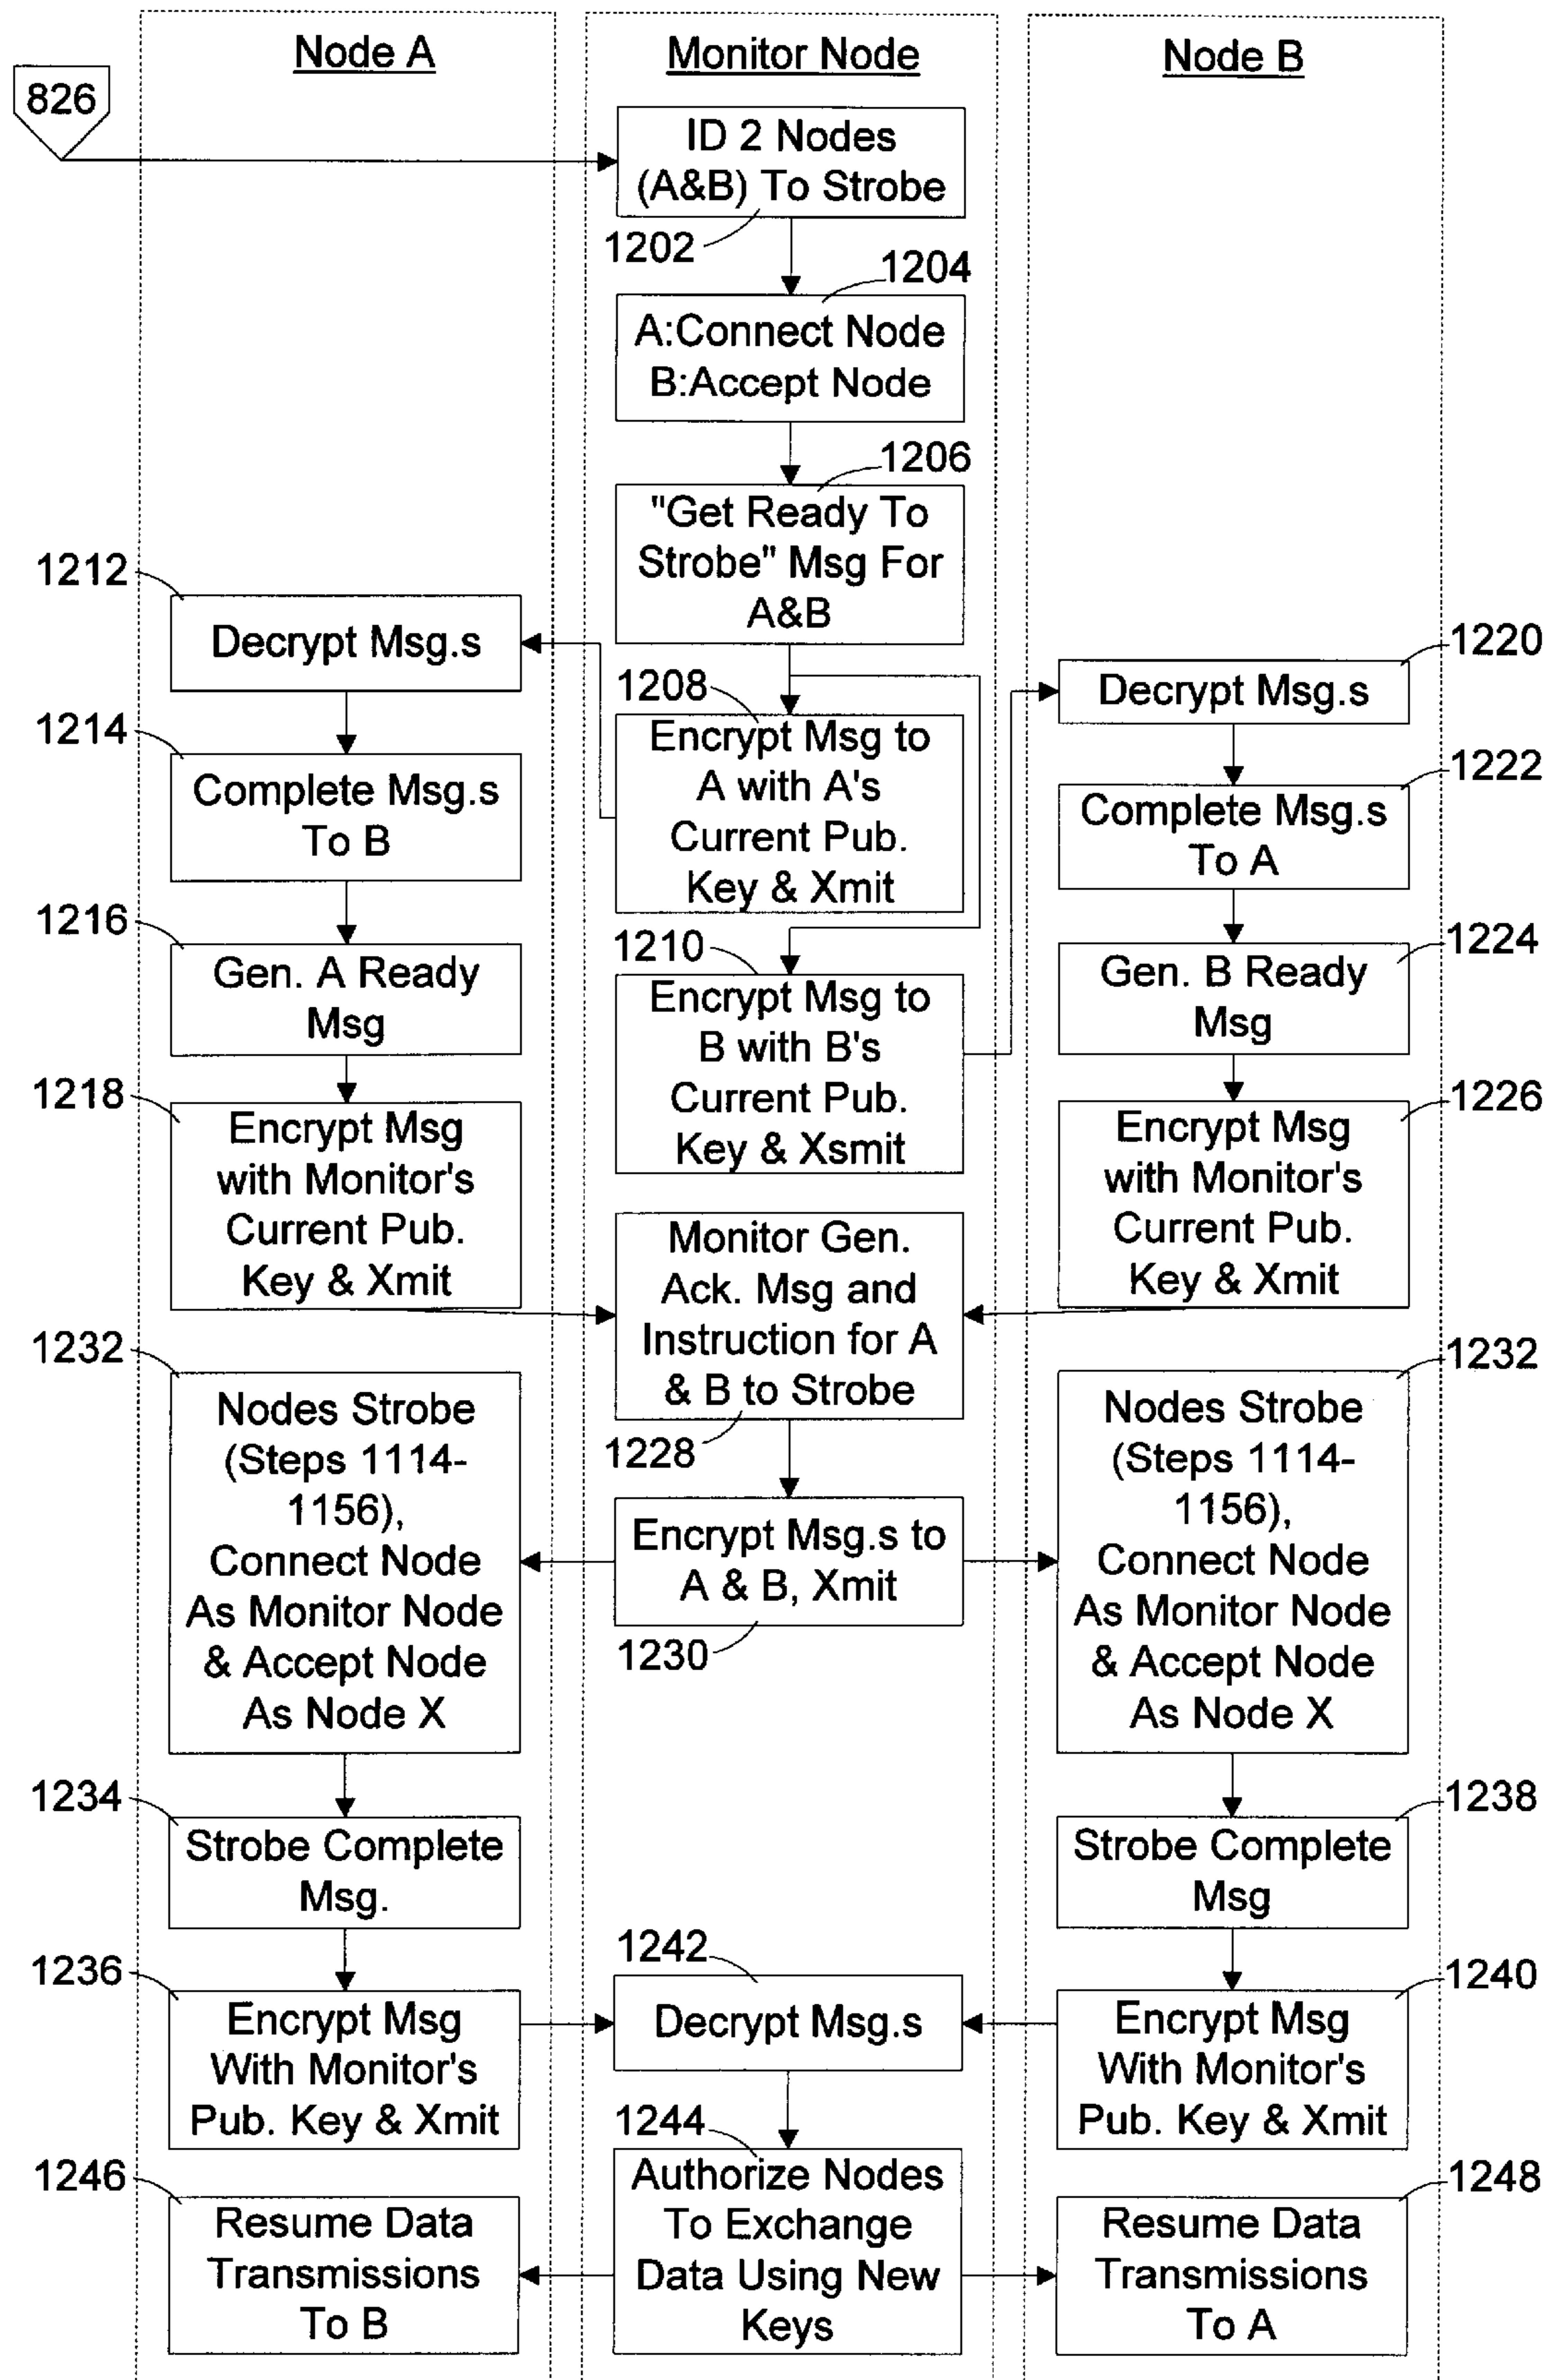 Node A
Monitor Node
Node B
826
ID 2 Nodes
(A&B) To Strobe
1202
1204
A:Connect Node
B:Accept Node
1206
"Get Ready To
Strobe" Msg For
A&B
1212
Decrypt Msg.s
1214
Complete Msg.s
To B
1216
Gen. A Ready
Msg
1218
Encrypt Msg
with Monitor's
Current Pub.
Key & Xmit
1208
Encrypt Msg to
A with A's
Current Pub.
Key & Xmit
1210
Encrypt Msg to
B with B's
Current Pub.
Key & Xsmit
1220
Decrypt Msg.s
1222
Complete Msg.s
To A
1224
Gen. B Ready
Msg
1226
Encrypt Msg
with Monitor's
Current Pub.
Key & Xmit
Monitor Gen.
Ack. Msg and
Instruction for A
& B to Strobe
1228
Encrypt Msg.s to
A & B, Xmit
1230
1232
Nodes Strobe
(Steps 1114-
1156),
Connect Node
As Monitor Node
& Accept Node
As Node X
1232
Nodes Strobe
(Steps 1114-
1156),
Connect Node
As Monitor Node
& Accept Node
As Node X
1234
Strobe Complete
Msg.
1236
Encrypt Msg
With Monitor's
Pub. Key & Xmit
1238
Strobe Complete
Msg
1240
Encrypt Msg
With Monitor's
Pub. Key & Xmit
1242
Decrypt Msg.s
1244
Authorize Nodes
To Exchange
Data Using New
Keys
1246
Resume Data
Transmissions
To B
1248
Resume Data
Transmissions
To A